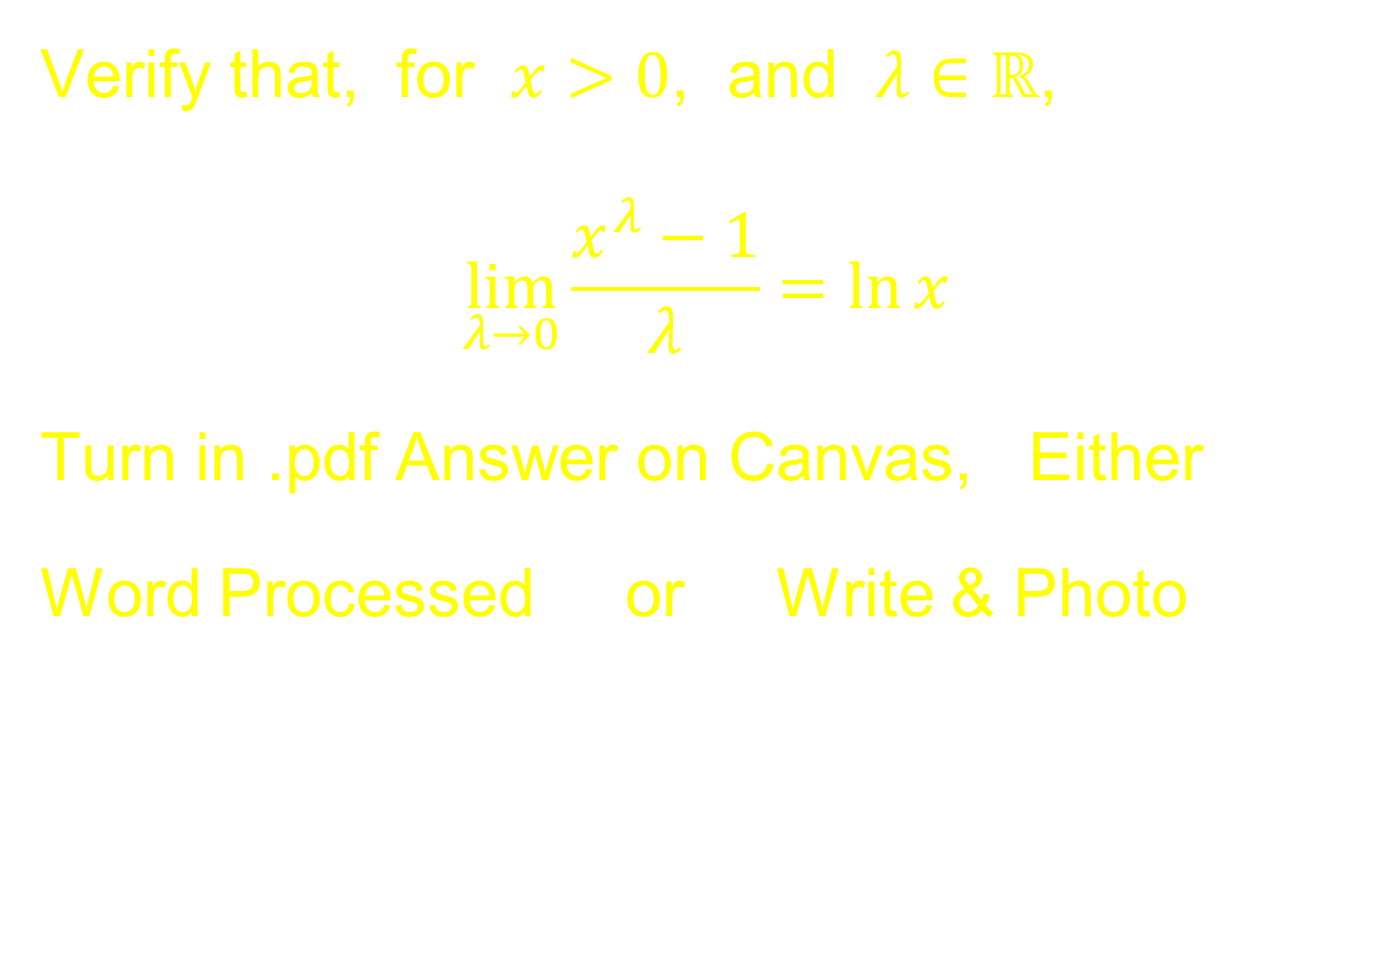 Verify that, for 𝑥 > 0, and 𝜆 ∈ ℝ,
lim_{𝜆→0} (𝑥^𝜆 − 1)/𝜆 = ln 𝑥
Turn in .pdf Answer on Canvas, Either
Word Processed or Write & Photo